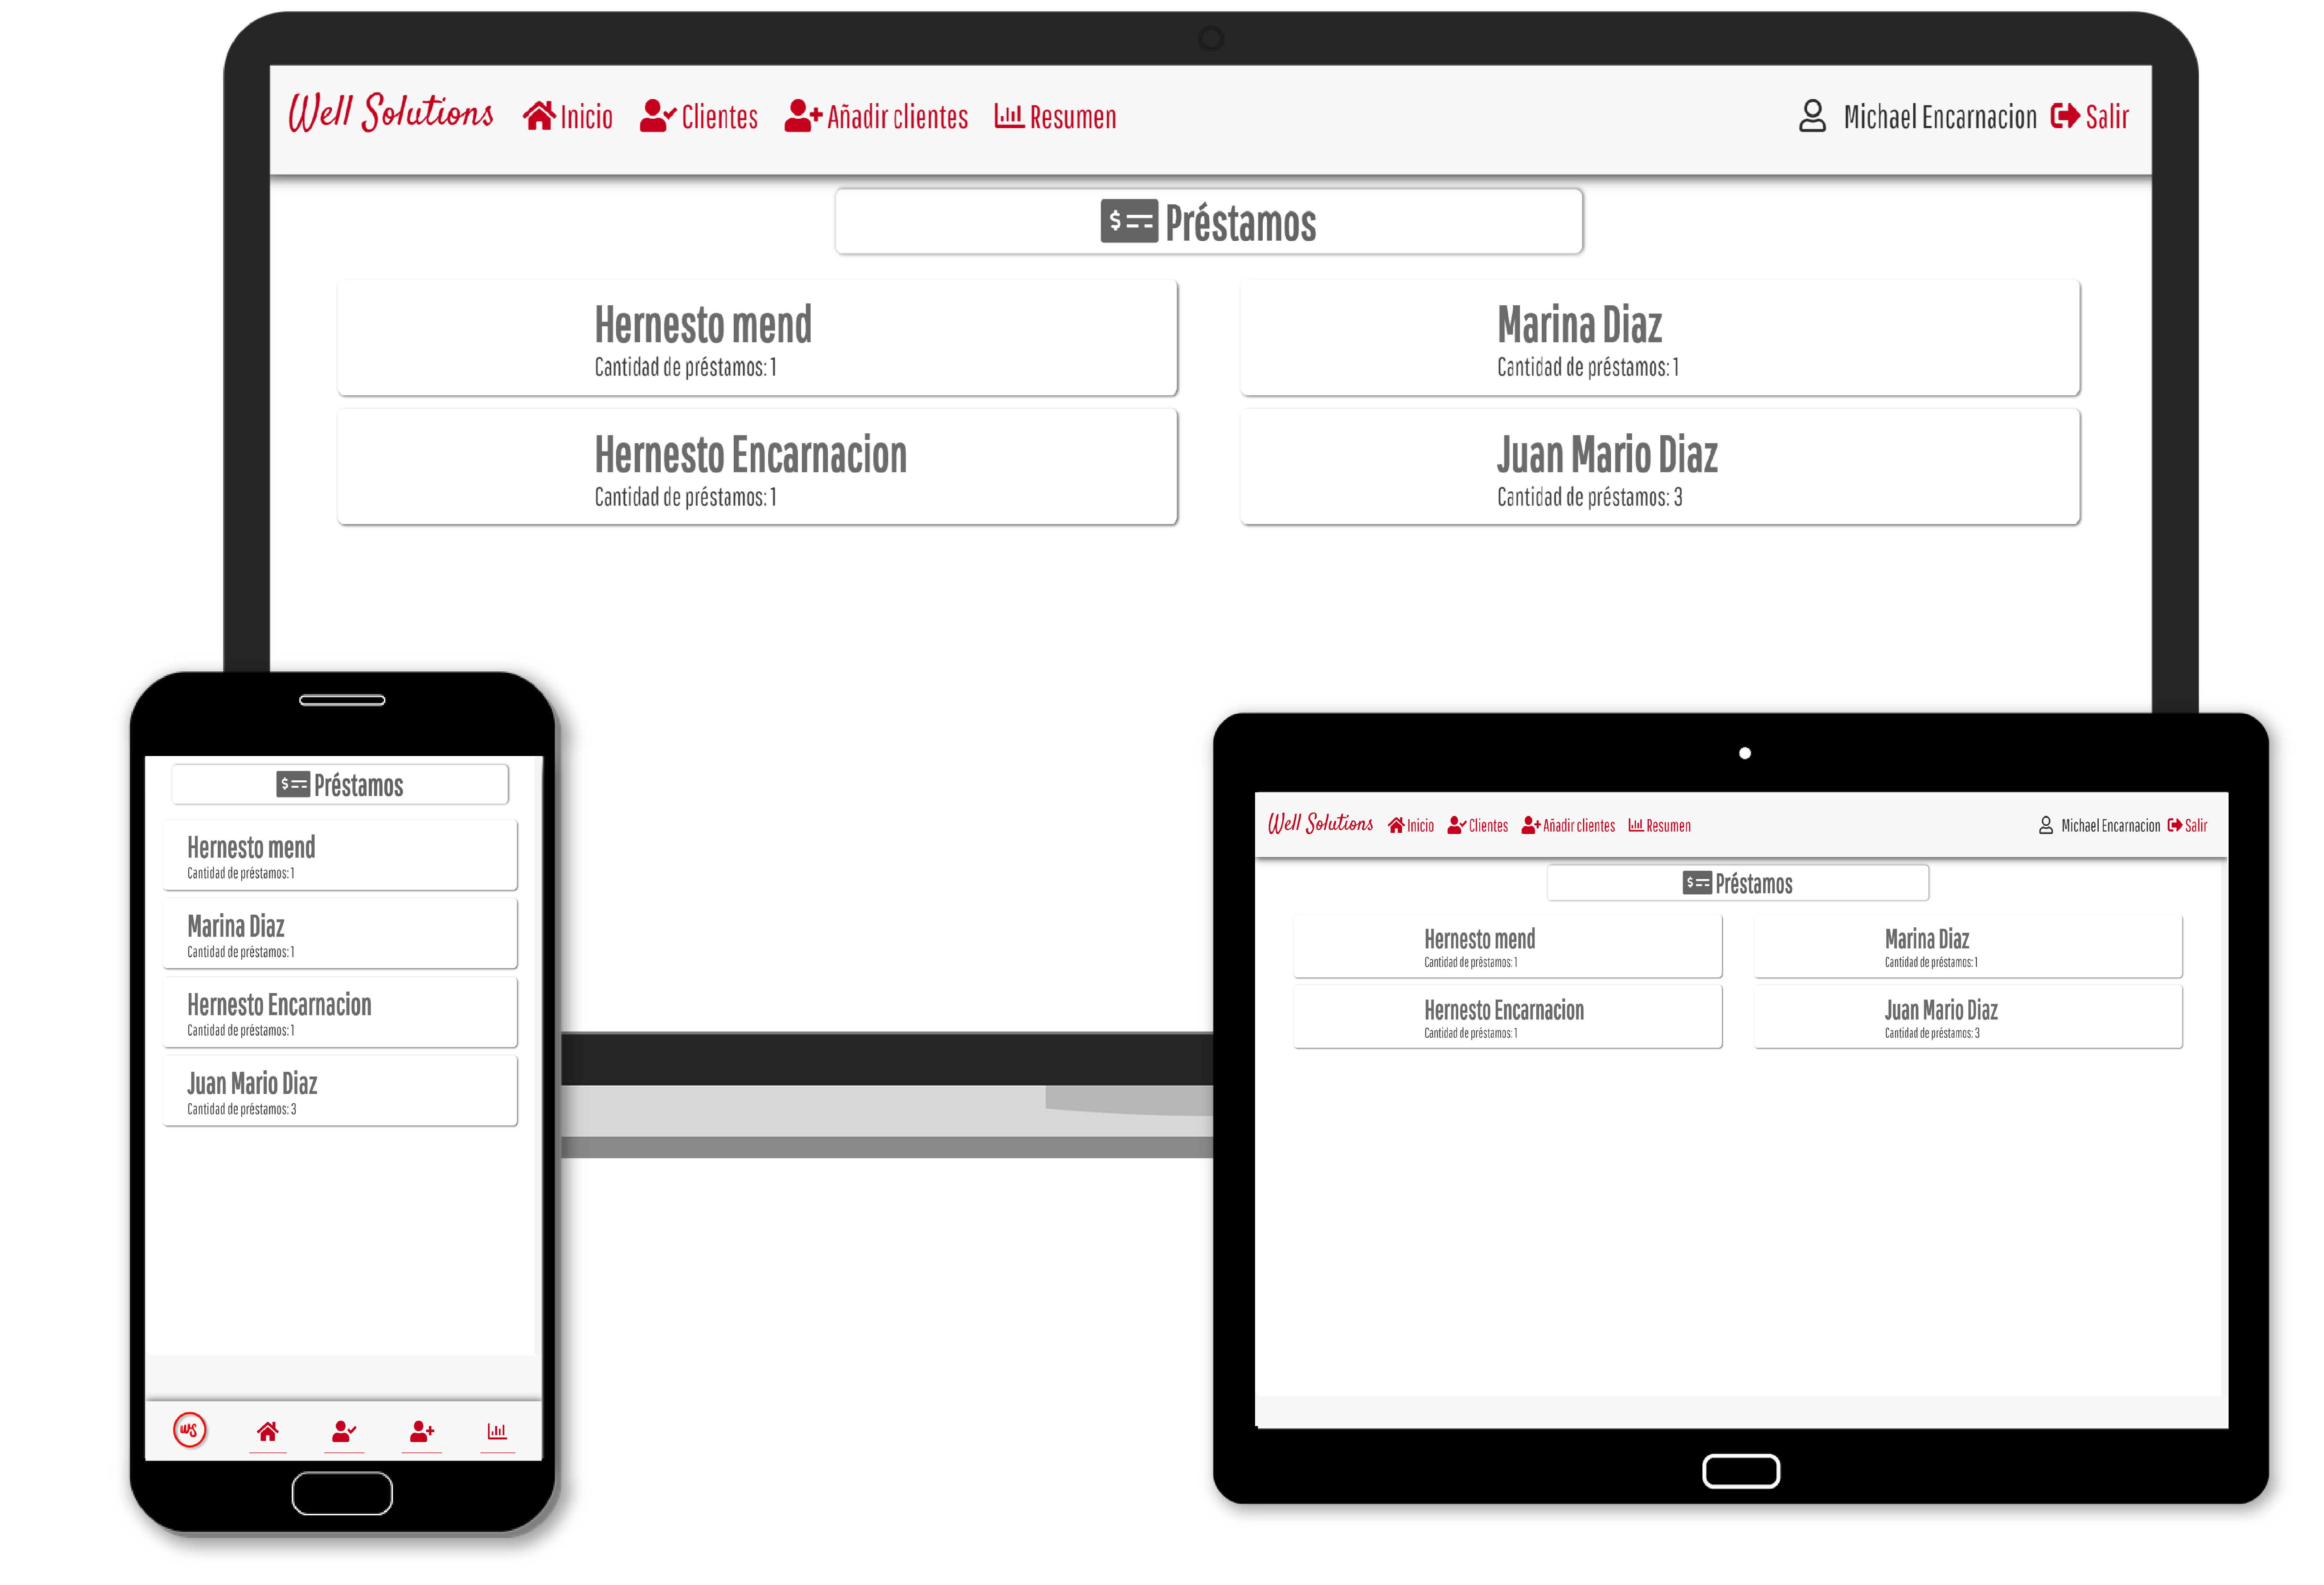 Well Solutions Inicio Clientes Añadir clientes Resumen Michael Encarnacion Salir
$ Préstamos
Hernesto mend
Cantidad de préstamos: 1
Marina Diaz
Cantidad de préstamos: 1
Hernesto Encarnacion
Cantidad de préstamos: 1
Juan Mario Diaz
Cantidad de préstamos: 3
$ Préstamos
Hernesto mend
Cantidad de préstamos: 1
Marina Diaz
Cantidad de préstamos: 1
Hernesto Encarnacion
Cantidad de préstamos: 1
Juan Mario Diaz
Cantidad de préstamos: 3
WS
Well Solutions Inicio Clientes Añadir clientes Resumen Michael Encarnacion Salir
$ Préstamos
Hernesto mend
Cantidad de préstamos: 1
Marina Diaz
Cantidad de préstamos: 1
Hernesto Encarnacion
Cantidad de préstamos: 1
Juan Mario Diaz
Cantidad de préstamos: 3